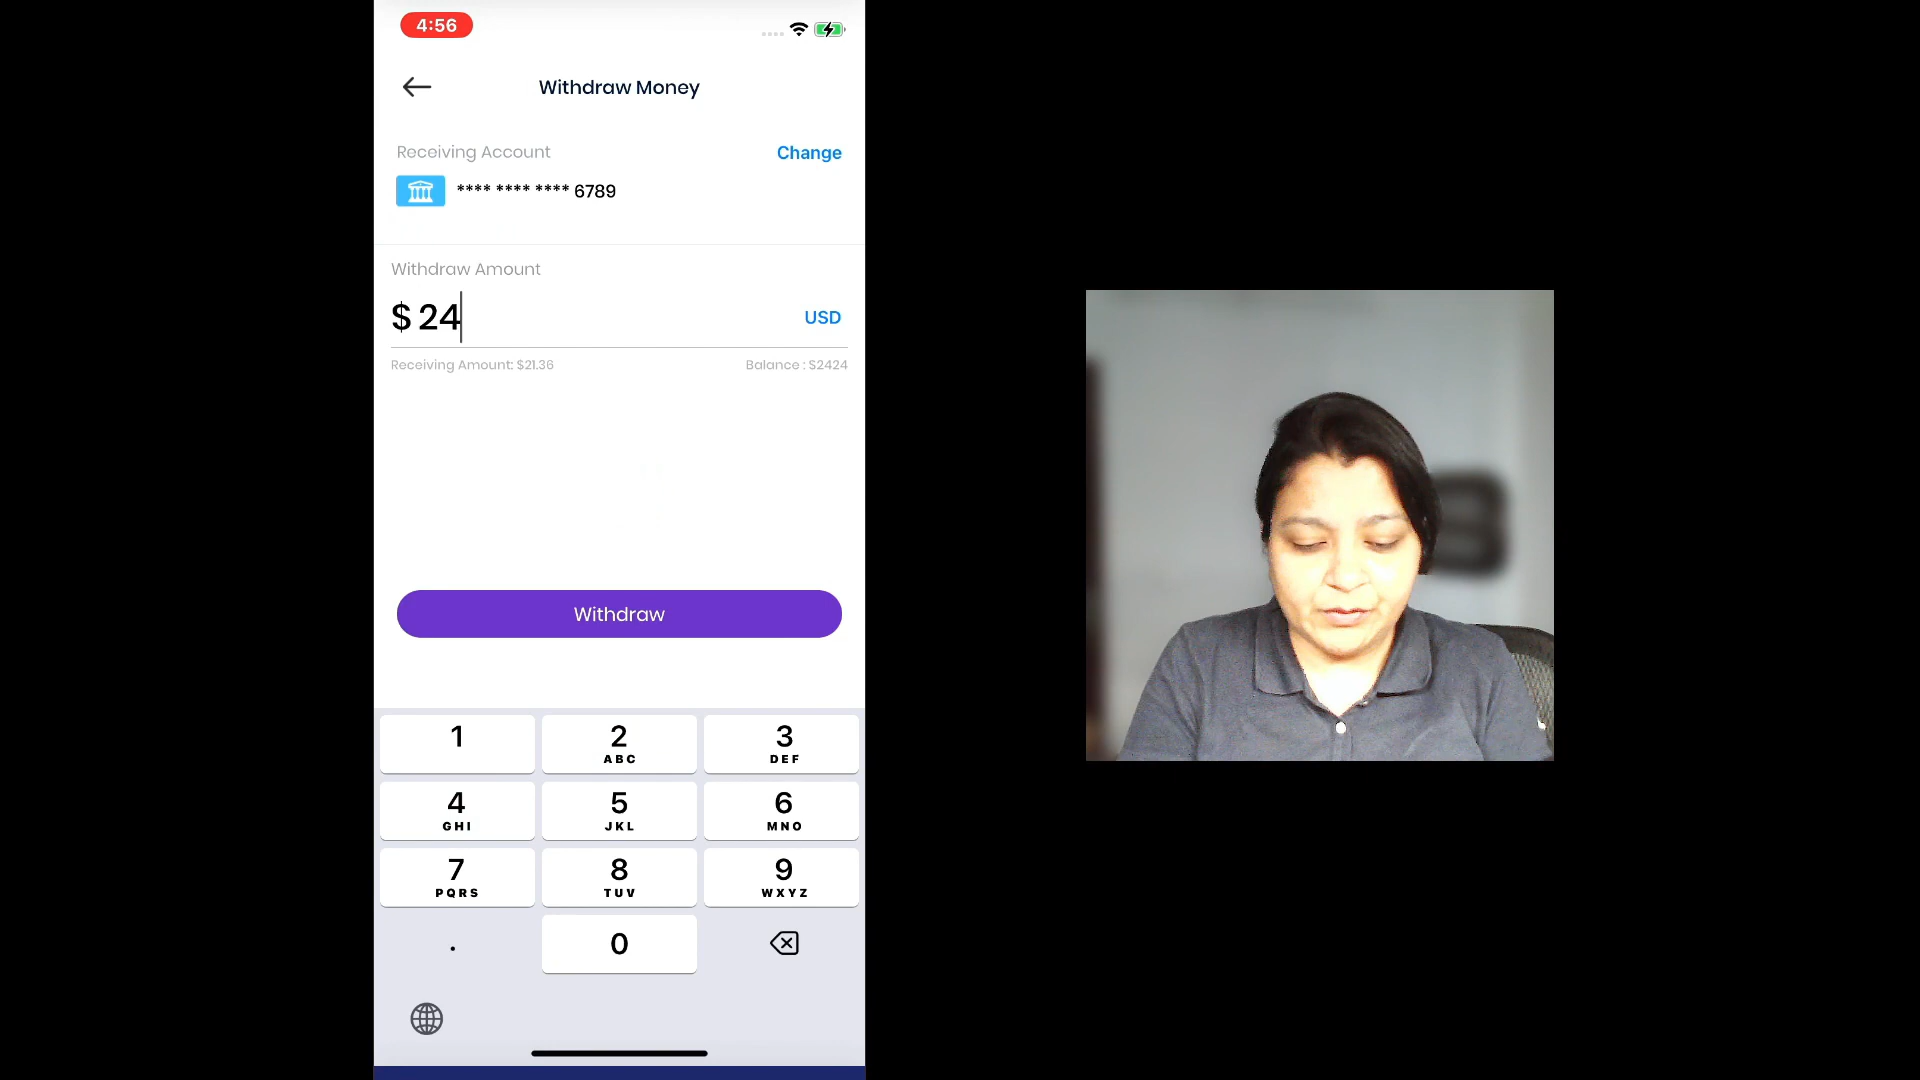 4:56
Withdraw Money
Receiving Account
Change
**** **** **** 6789
Withdraw Amount
$ 24
USD
Receiving Amount: $21.36
Balance : $2424
Withdraw
1
2
3
ABC
DEF
4
5
6
GHI
JKL
MNO
7
8
9
PQRS
TUV
WXYZ
.
0